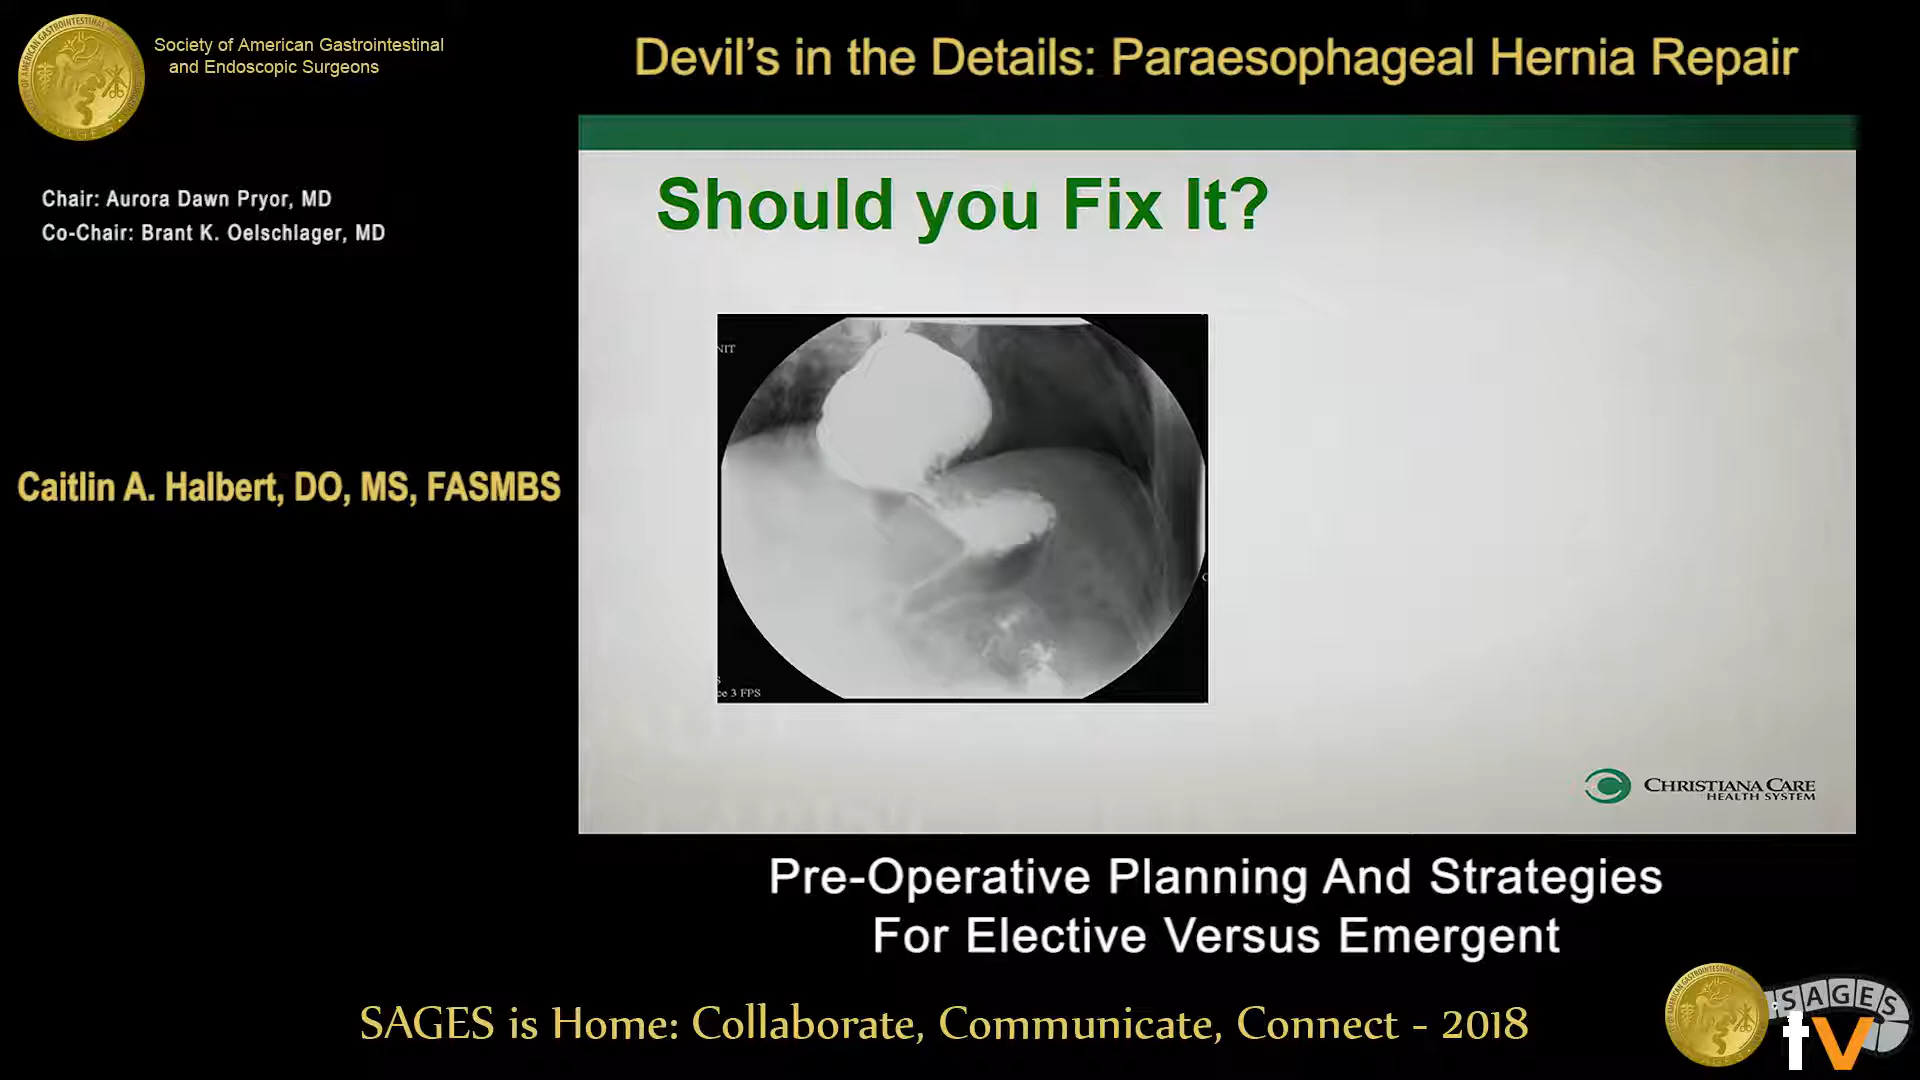 Society of American Gastrointestinal
and Endoscopic Surgeons
Devil's in the Details: Paraesophageal Hernia Repair
Chair: Aurora Dawn Pryor, MD
Co-Chair: Brant K. Oelschlager, MD
Caitlin A. Halbert, DO, MS, FASMBS
Should you Fix It?
NIT
ce 3 FPS
CHRISTIANA CARE
HEALTH SYSTEM
Pre-Operative Planning And Strategies
For Elective Versus Emergent
SAGES is Home: Collaborate, Communicate, Connect - 2018
SAGES
tv